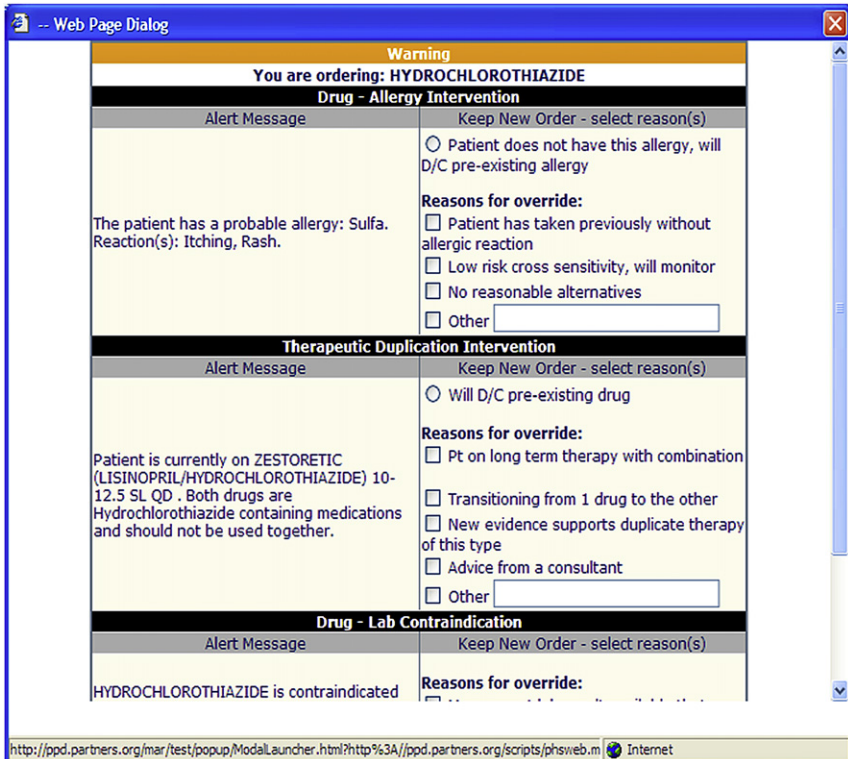 -- Web Page Dialog
Warning
You are ordering: HYDROCHLOROTHIAZIDE
Drug - Allergy Intervention
Alert Message
Keep New Order - select reason(s)
The patient has a probable allergy: Sulfa.
Reaction(s): Itching, Rash.
Patient does not have this allergy, will
D/C pre-existing allergy
Reasons for override:
Patient has taken previously without
allergic reaction
Low risk cross sensitivity, will monitor
No reasonable alternatives
Other
Therapeutic Duplication Intervention
Alert Message
Keep New Order - select reason(s)
Patient is currently on ZESTORETIC
(LISINOPRIL/HYDROCHLOROTHIAZIDE) 10-
12.5 SL QD . Both drugs are
Hydrochlorothiazide containing medications
and should not be used together.
Will D/C pre-existing drug
Reasons for override:
Pt on long term therapy with combination
Transitioning from 1 drug to the other
New evidence supports duplicate therapy
of this type
Advice from a consultant
Other
Drug - Lab Contraindication
Alert Message
Keep New Order - select reason(s)
HYDROCHLOROTHIAZIDE is contraindicated
Reasons for override:
http://ppd.partners.org/mar/test/popup/ModalLauncher.html?http%3A//ppd.partners.org/scripts/phsweb.m
Internet